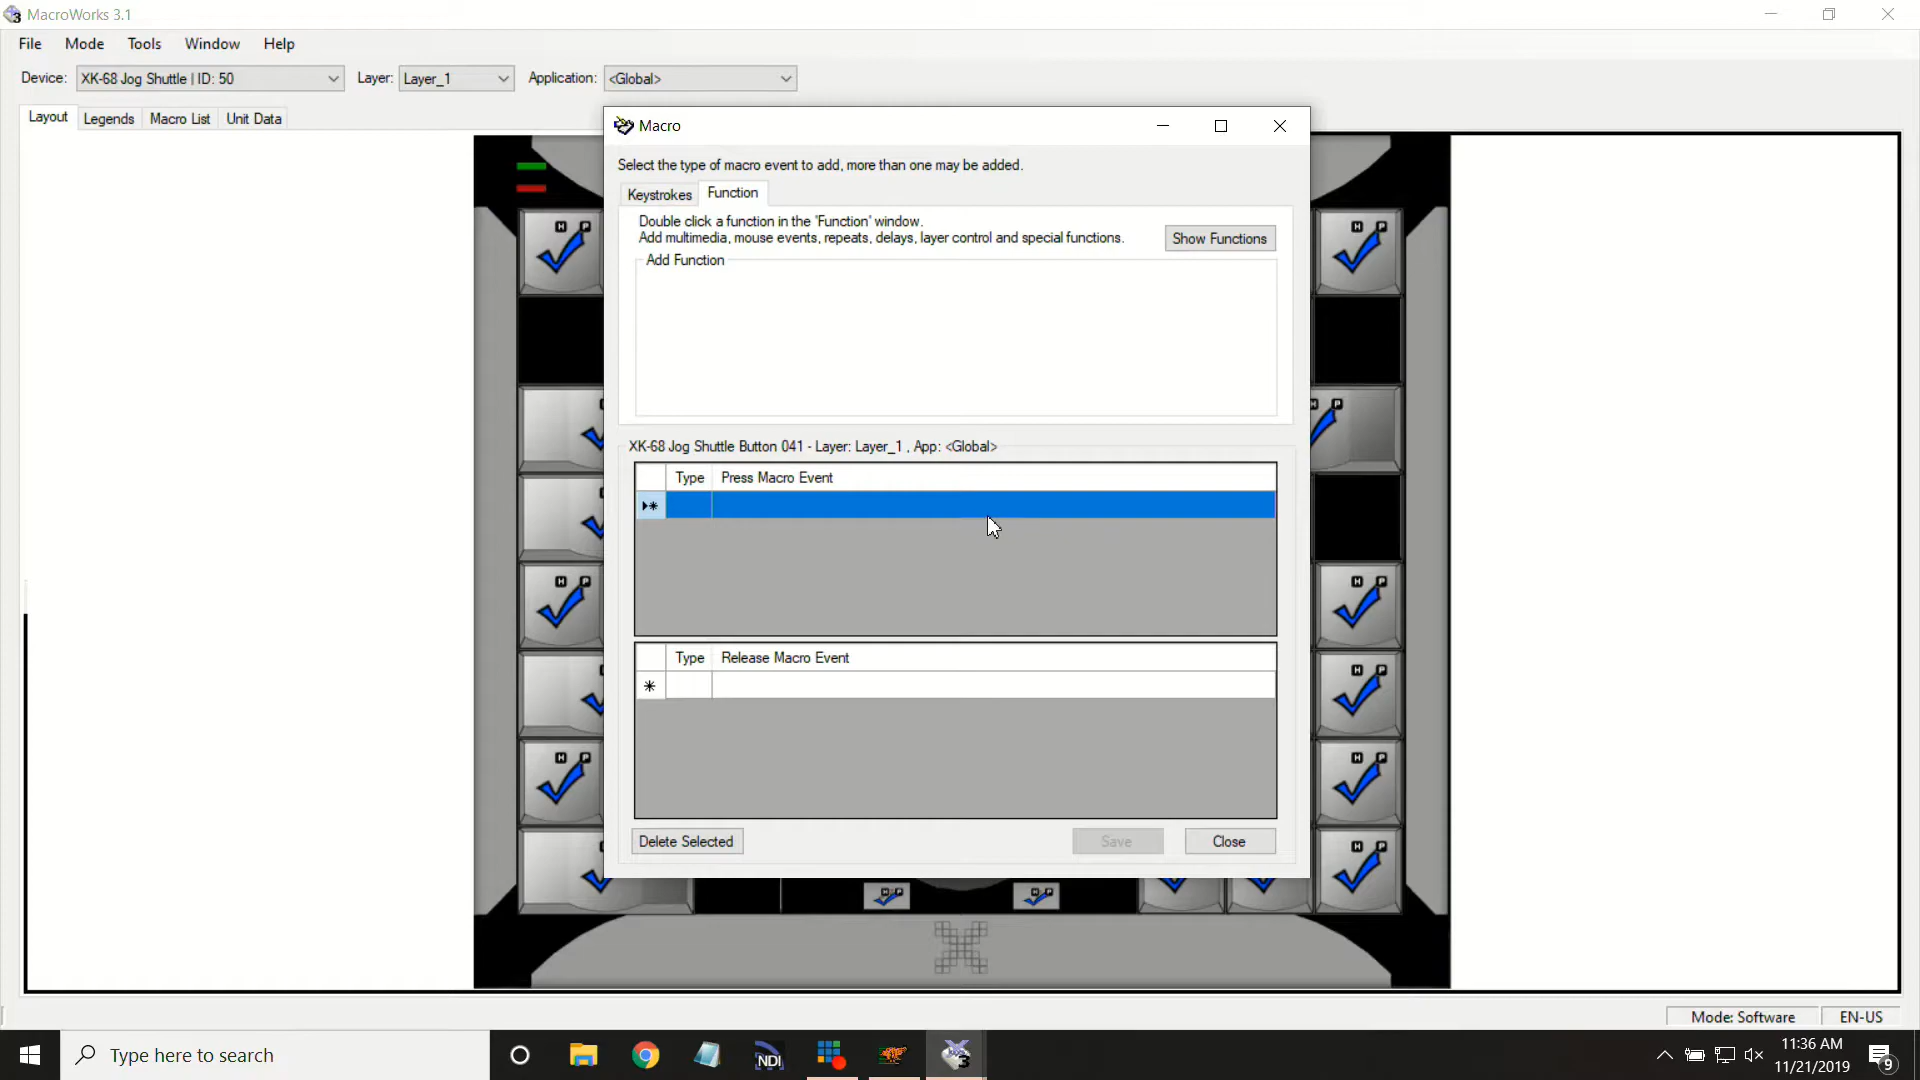 MacroWorks 3.1
File Mode Tools Window Help
Device: XK-68 Jog Shuttle | ID: 50 Layer: Layer_1 Application: <Global>
Layout Legends Macro List Unit Data
Macro
Select the type of macro event to add, more than one may be added.
Keystrokes Function
Double click a function in the 'Function' window.
Add multimedia, mouse events, repeats, delays, layer control and special functions.
Show Functions
Add Function
XK-68 Jog Shuttle Button 041 - Layer: Layer_1 , App: <Global>
Type Press Macro Event
Type Release Macro Event
Delete Selected Save Close
Mode: Software EN-US
Type here to search
NDI
3
11:36 AM
11/21/2019
9